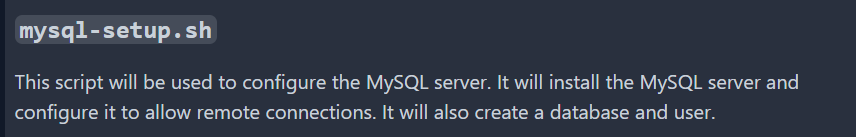 mysql-setup.sh
This script will be used to configure the MySQL server. It will install the MySQL server and
configure it to allow remote connections. It will also create a database and user.